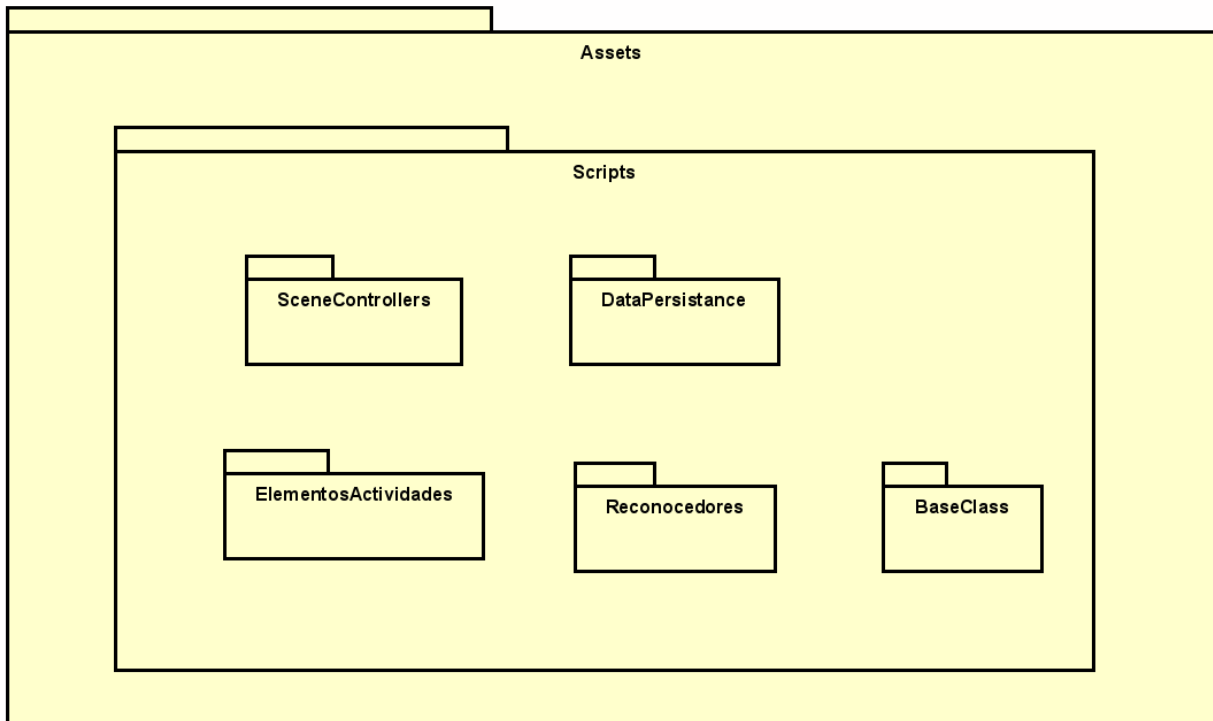 Assets
Scripts
SceneControllers
DataPersistance
ElementosActividades
Reconocedores
BaseClass